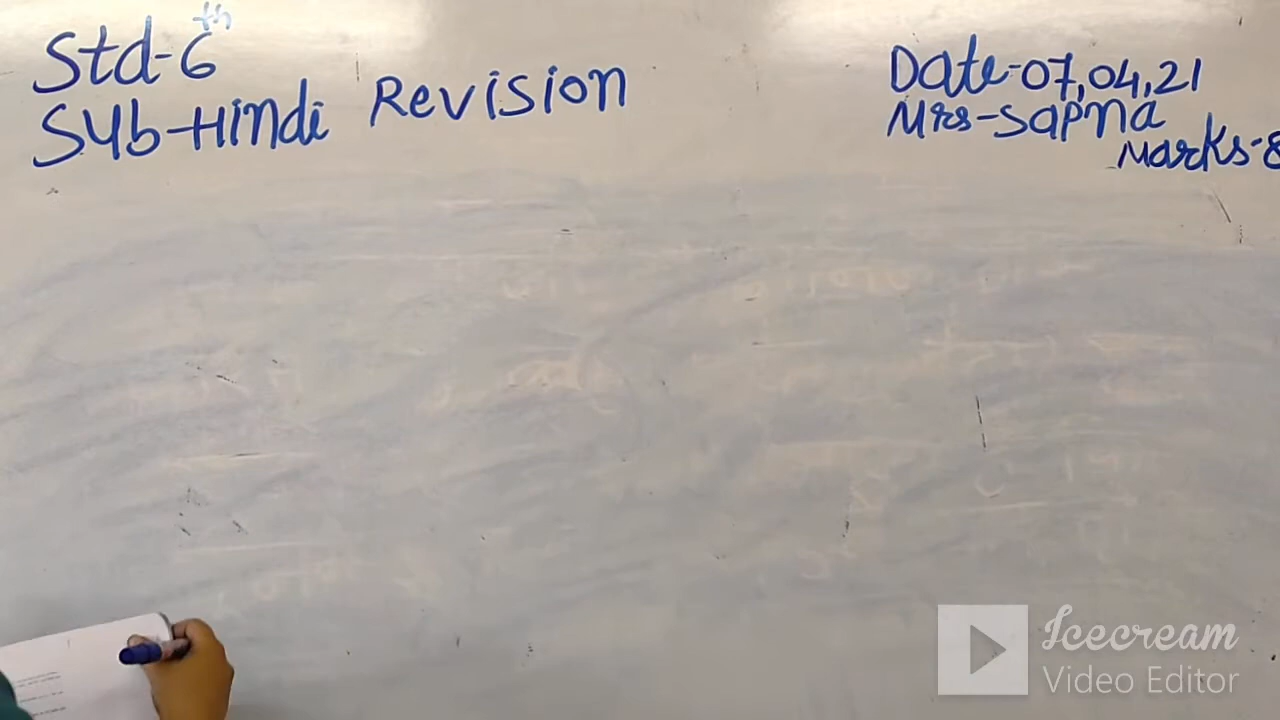 Std-6th
Sub-Hindi Revision
Date-07,04,21
Mrs-Sapna
Marks-8
Icecream
Video Editor